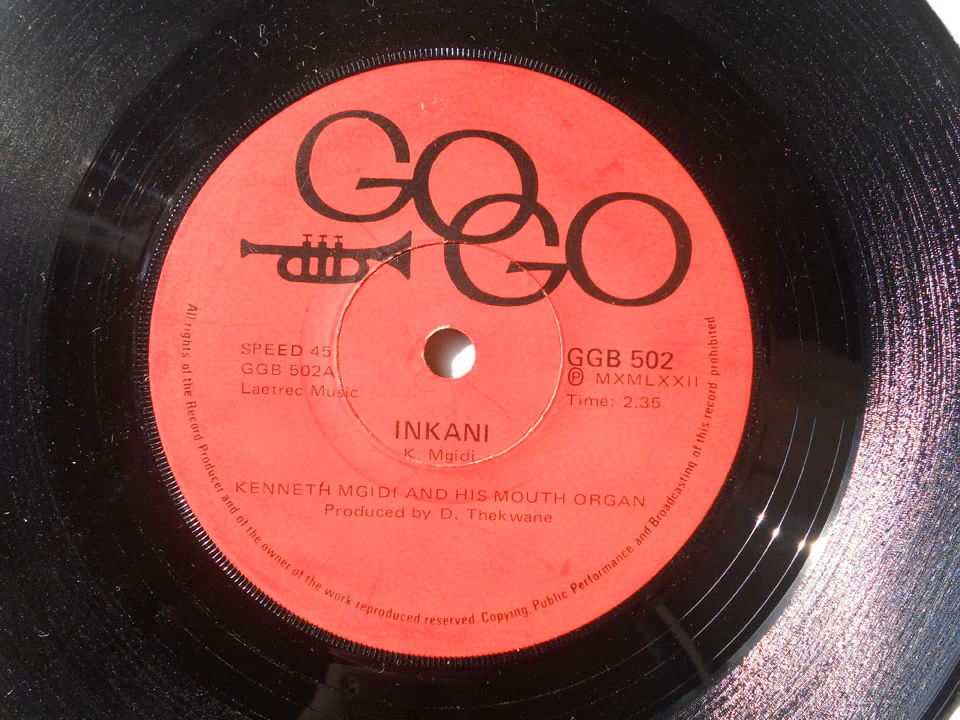 GOGO
SPEED 45
GGB 502A
Laetrec Music
GGB 502
Ⓟ MXMLXXII
Time: 2.35
INKANI
K. Mgidi
KENNETH MGIDI AND HIS MOUTH ORGAN
Produced by D. Thekwane
All rights of the Record Producer and of the owner of the work reproduced reserved. Copying, Public Performance and Broadcasting of this record prohibited